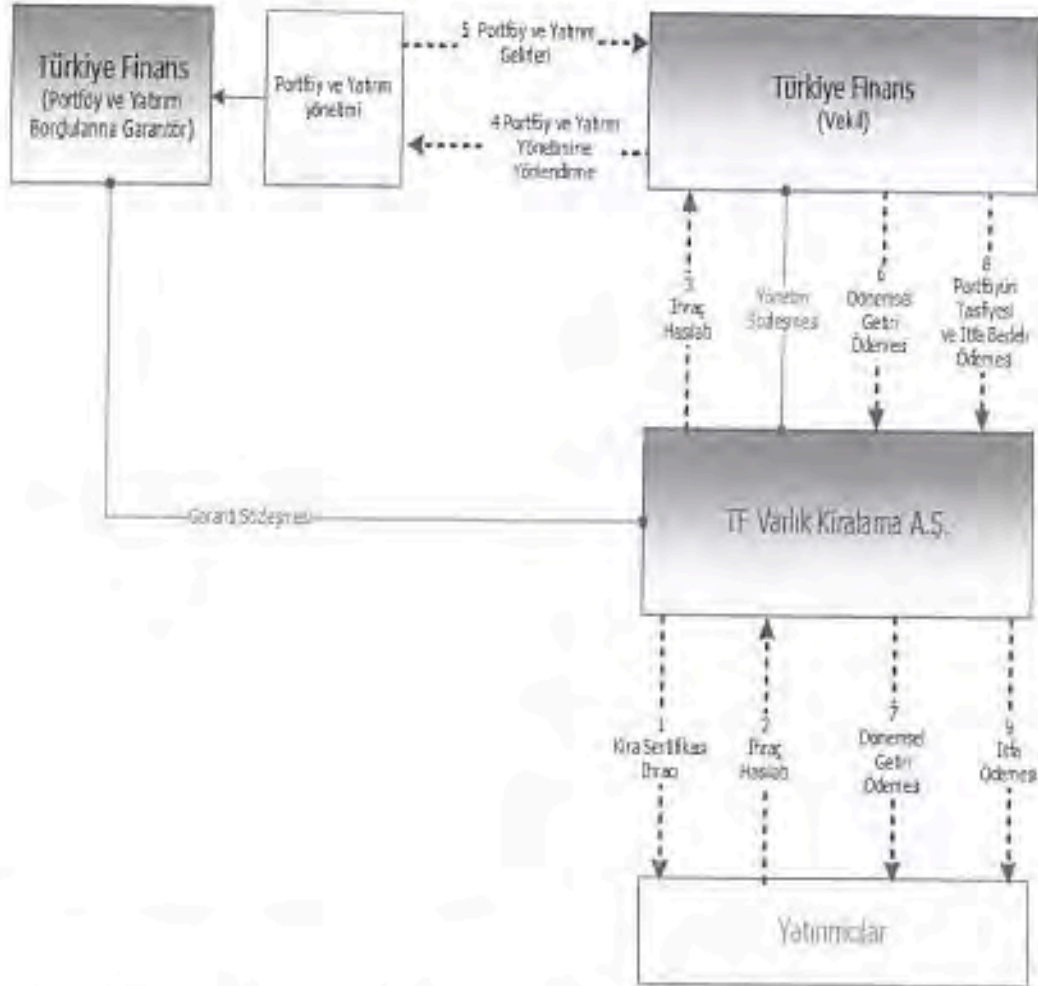 Türkiye Finans
(Portföy ve Yatırım
Borçlularına Garantör)
Portföy ve Yatırım
yönetimi
5 Portföy ve Yatırım
Gelirleri
4 Portföy ve Yatırım
Yönetimine
Yönlendirme
Türkiye Finans
(Vekil)
3
İhraç
Hasılatı
Yönetim
Sözleşmesi
6
Dönemsel
Getiri
Ödemesi
8
Portföyün
Tasfiyesi
ve İtfa Bedeli
Ödemesi
Garanti Sözleşmesi
TF Varlık Kiralama A.Ş.
1
Kira Sertifikası
İhracı
2
İhraç
Hasılatı
7
Dönemsel
Getiri
Ödemesi
9
İtfa
Ödemesi
Yatırımcılar